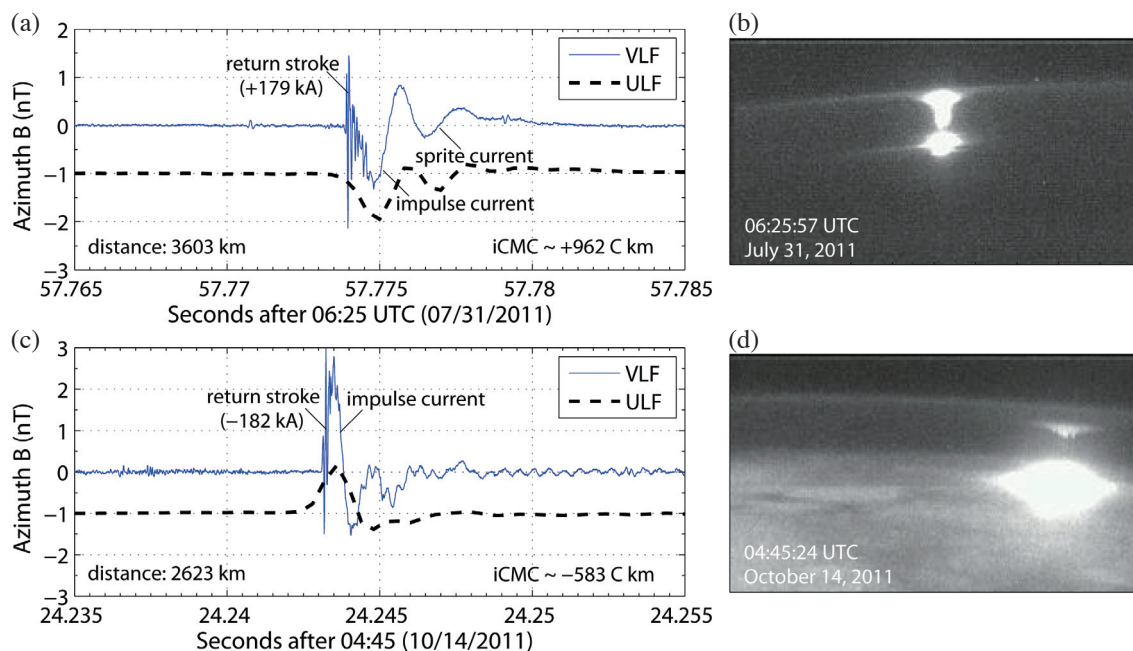 (a)
2
1
0
−1
−2
−3
Azimuth B (nT)
return stroke
(+179 kA)
VLF
ULF
sprite current
impulse current
distance: 3603 km
iCMC ~ +962 C km
57.765
57.77
57.775
57.78
57.785
Seconds after 06:25 UTC (07/31/2011)
(b)
06:25:57 UTC
July 31, 2011
(c)
3
2
1
0
−1
−2
−3
Azimuth B (nT)
return stroke
(−182 kA)
impulse current
VLF
ULF
distance: 2623 km
iCMC ~ −583 C km
24.235
24.24
24.245
24.25
24.255
Seconds after 04:45 (10/14/2011)
(d)
04:45:24 UTC
October 14, 2011